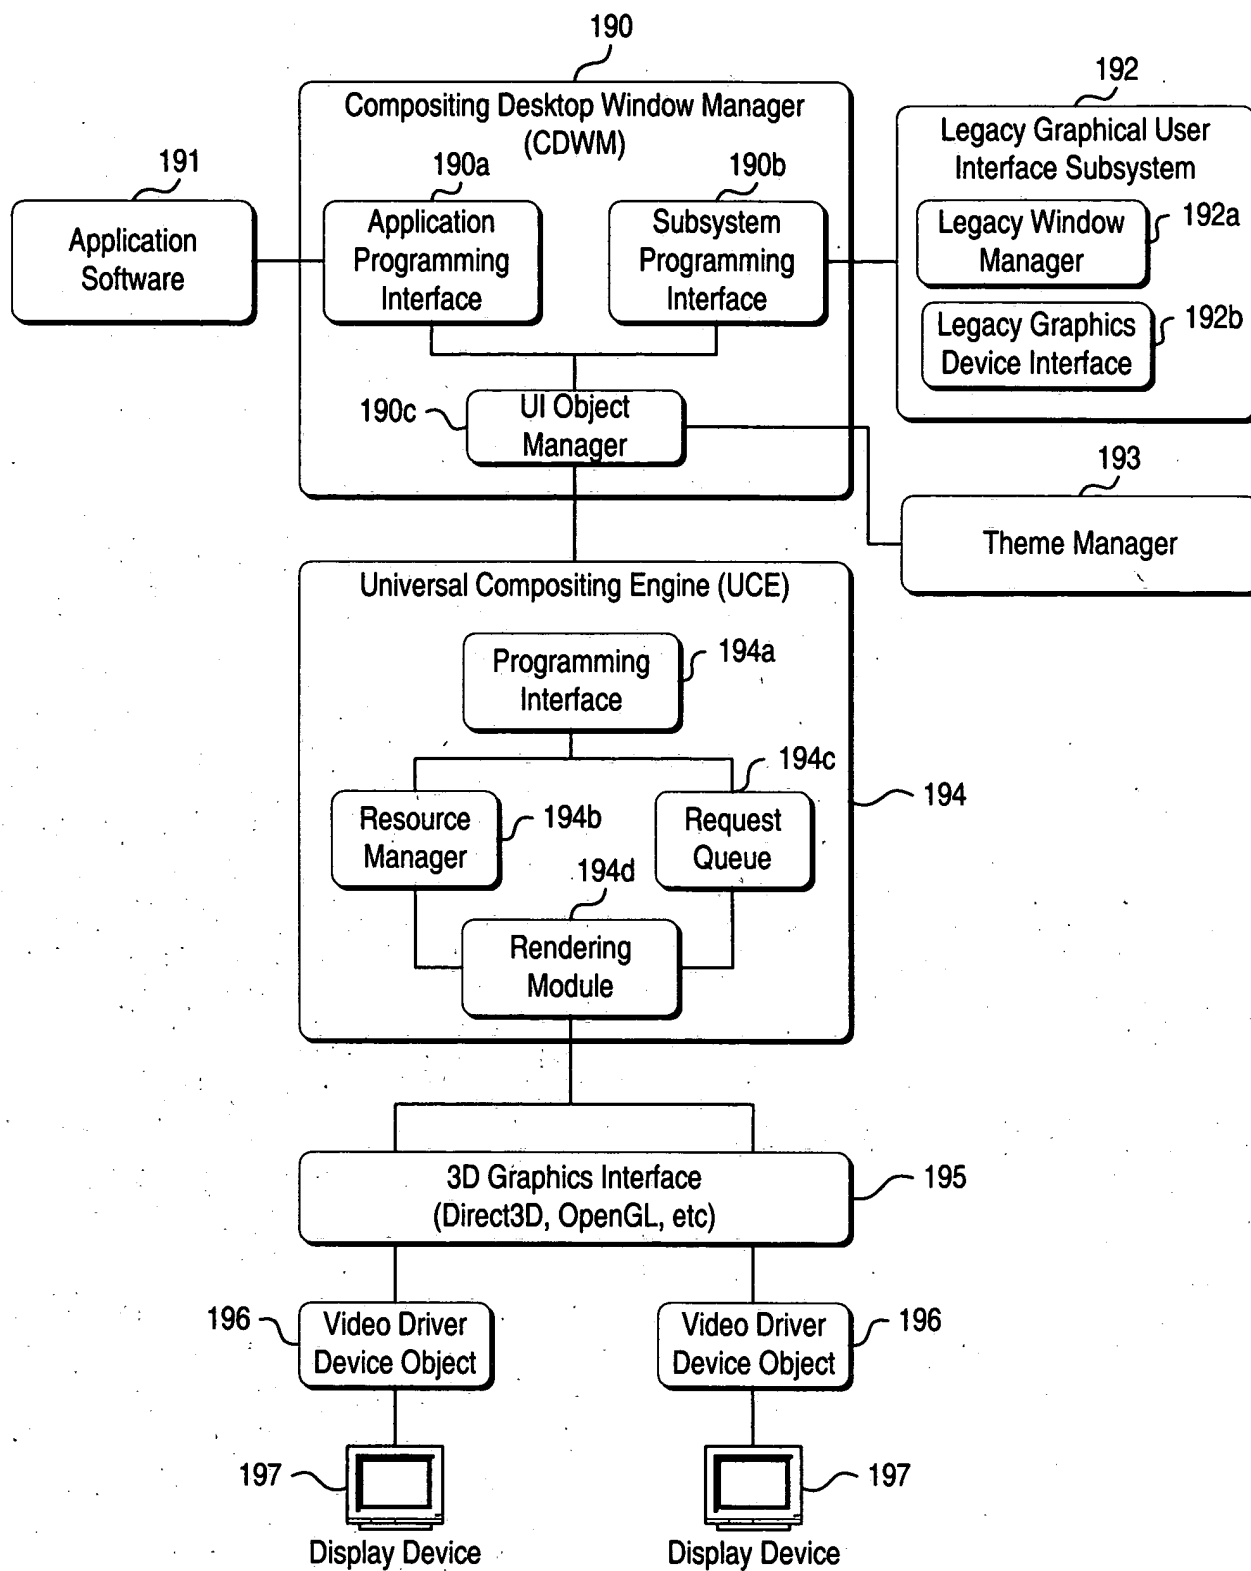 190
Compositing Desktop Window Manager
(CDWM)
190a
190b
Application
Programming
Interface
Subsystem
Programming
Interface
190c
UI Object
Manager
191
Application
Software
192
Legacy Graphical User
Interface Subsystem
Legacy Window
Manager
192a
Legacy Graphics
Device Interface
192b
193
Theme Manager
Universal Compositing Engine (UCE)
Programming
Interface
194a
194c
Resource
Manager
194b
Request
Queue
194
194d
Rendering
Module
3D Graphics Interface
(Direct3D, OpenGL, etc)
195
196
Video Driver
Device Object
Video Driver
Device Object
196
197
197
Display Device
Display Device